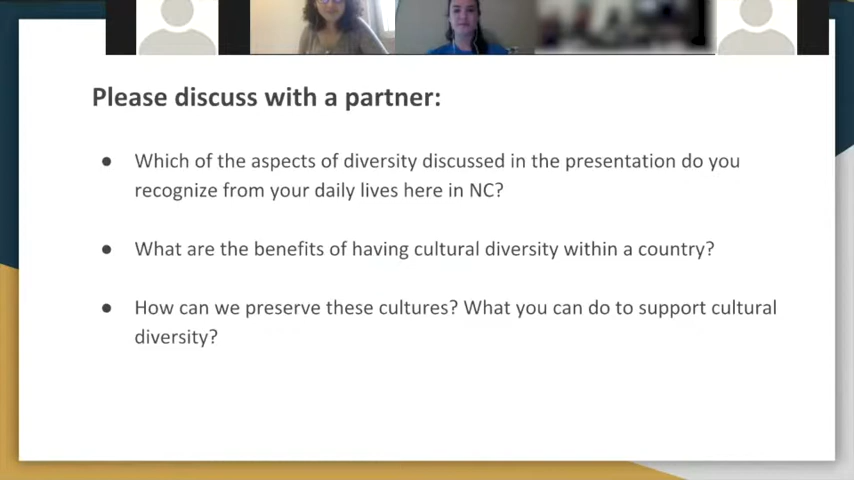 Please discuss with a partner:
● Which of the aspects of diversity discussed in the presentation do you
recognize from your daily lives here in NC?
● What are the benefits of having cultural diversity within a country?
● How can we preserve these cultures? What you can do to support cultural
diversity?